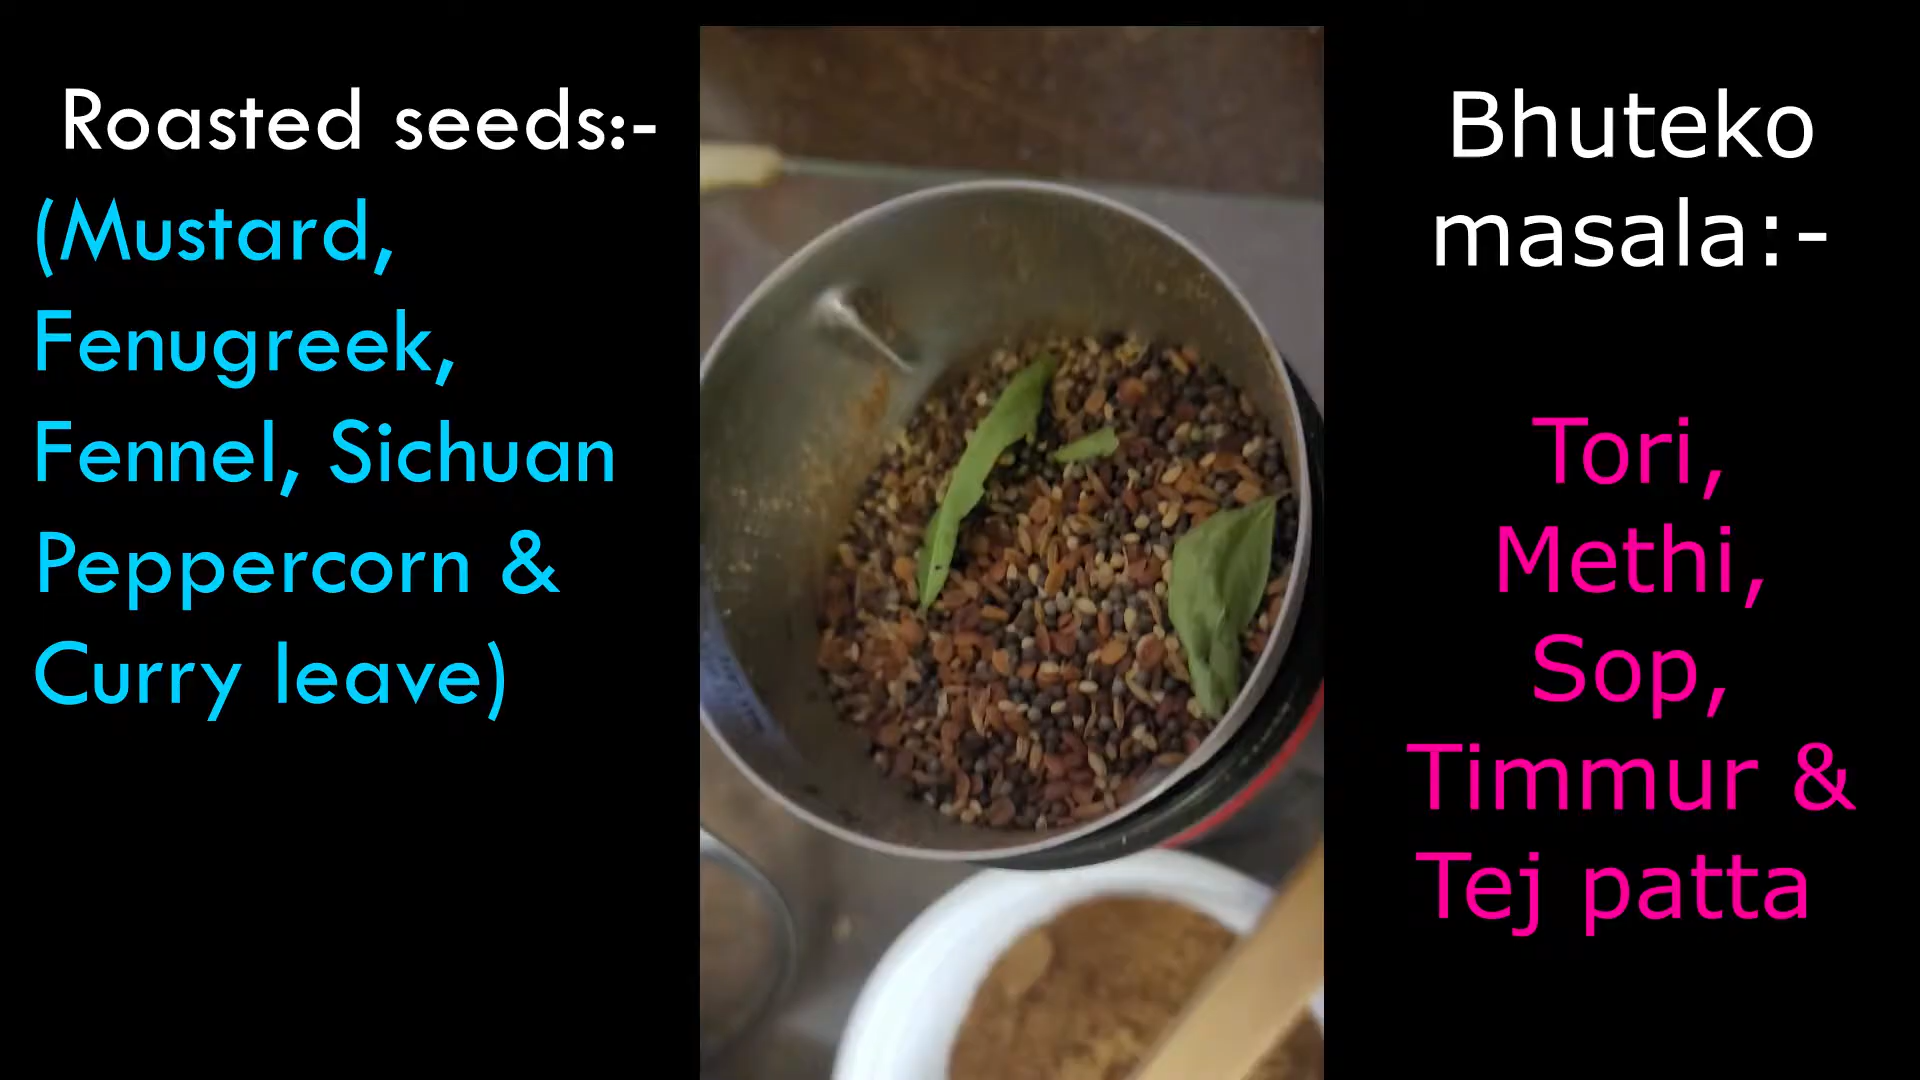 Roasted seeds:-
(Mustard,
Fenugreek,
Fennel, Sichuan
Peppercorn &
Curry leave)
Bhuteko
masala:-
Tori,
Methi,
Sop,
Timmur &
Tej patta